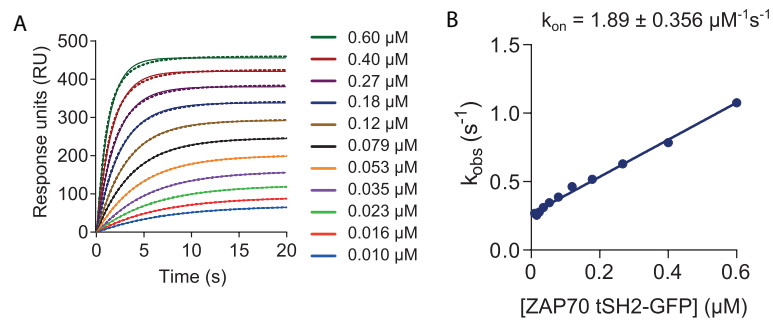 A
Response units (RU)
500
400
300
200
100
0
0 5 10 15 20
Time (s)
0.60 μM
0.40 μM
0.27 μM
0.18 μM
0.12 μM
0.079 μM
0.053 μM
0.035 μM
0.023 μM
0.016 μM
0.010 μM
B
kon = 1.89 ± 0.356 μM-1s-1
kobs (s-1)
1.5
1.0
0.5
0.0
0 0.2 0.4 0.6
[ZAP70 tSH2-GFP] (μM)